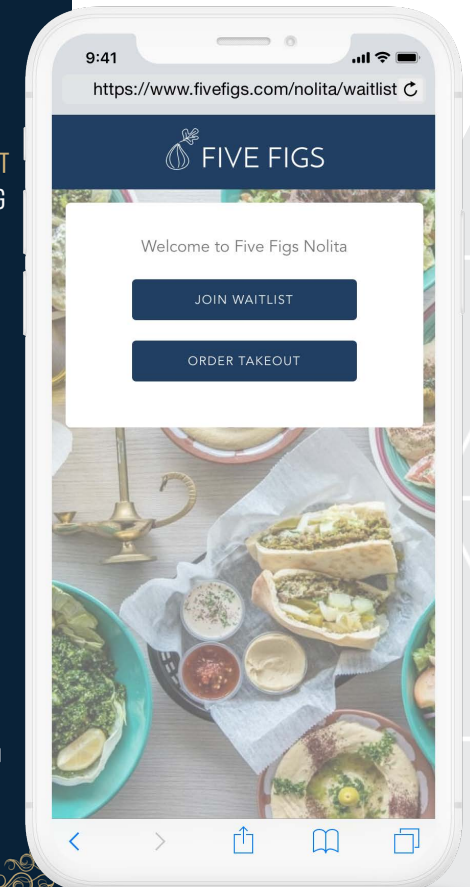 9:41
https://www.fivefigs.com/nolita/waitlist
FIVE FIGS
Welcome to Five Figs Nolita
JOIN WAITLIST
ORDER TAKEOUT